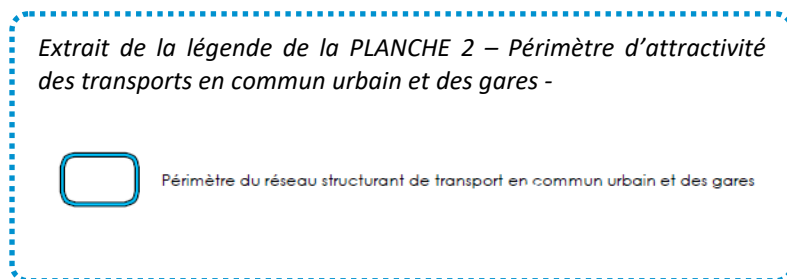 Extrait de la légende de la PLANCHE 2 – Périmètre d’attractivité
des transports en commun urbain et des gares -
Périmètre du réseau structurant de transport en commun urbain et des gares